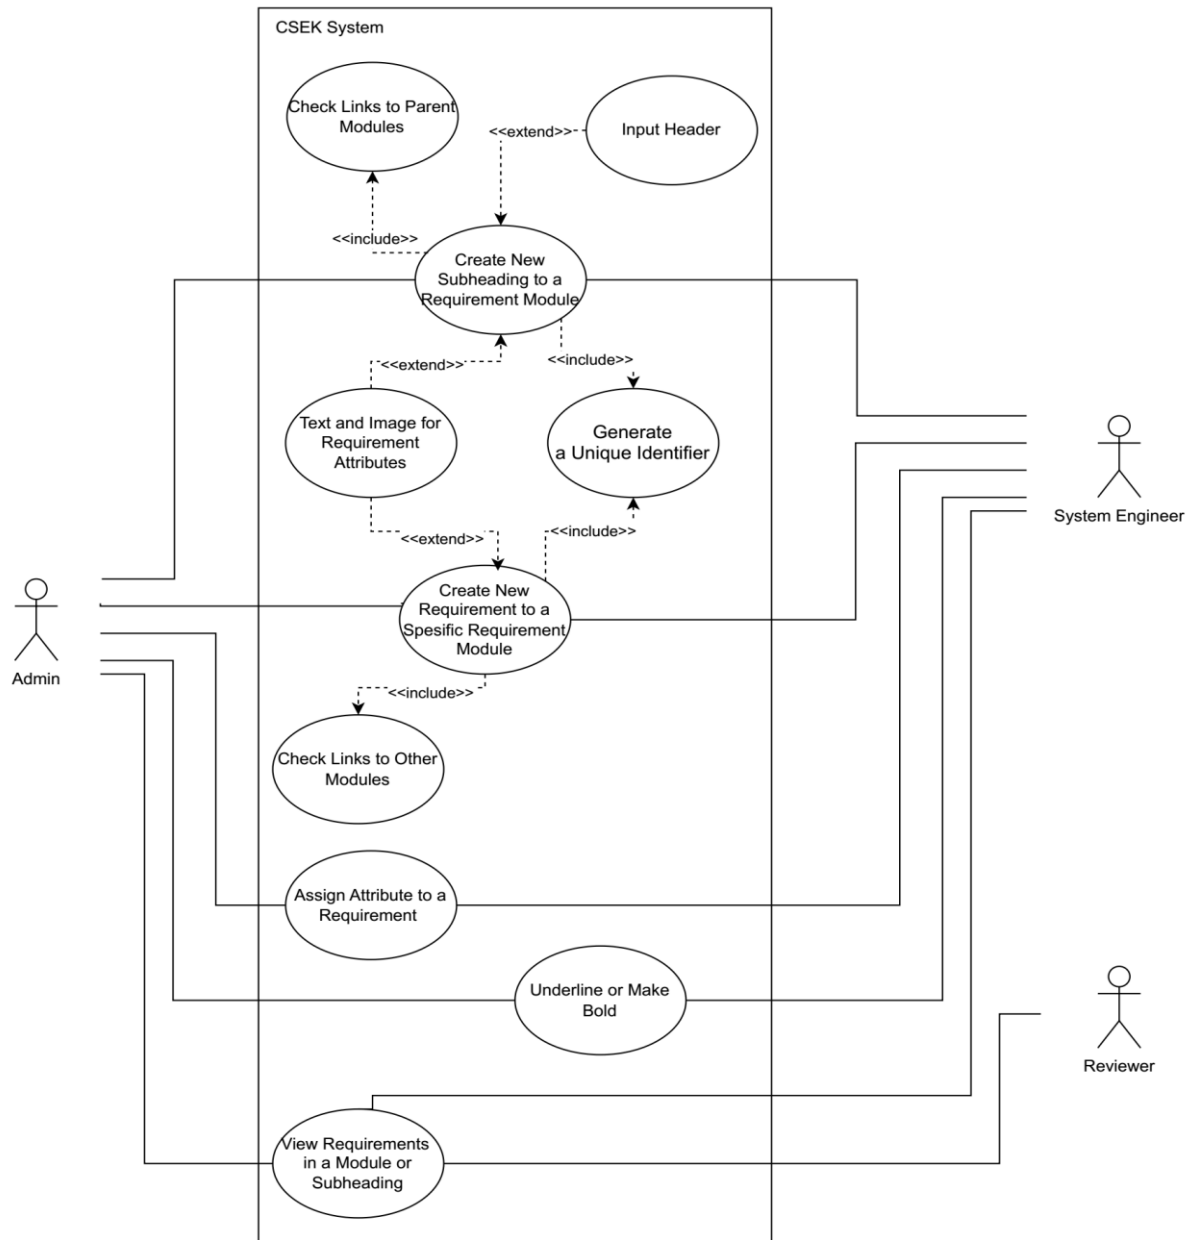 CSEK System
Check Links to Parent
Modules
<<extend>>
Input Header
<<include>>
Create New
Subheading to a
Requirement Module
<<extend>>
<<include>>
Text and Image for
Requirement
Attributes
Generate
a Unique Identifier
System Engineer
<<extend>>
<<include>>
Create New
Requirement to a
Spesific Requirement
Module
Admin
<<include>>
Check Links to Other
Modules
Assign Attribute to a
Requirement
Underline or Make
Bold
Reviewer
View Requirements
in a Module or
Subheading